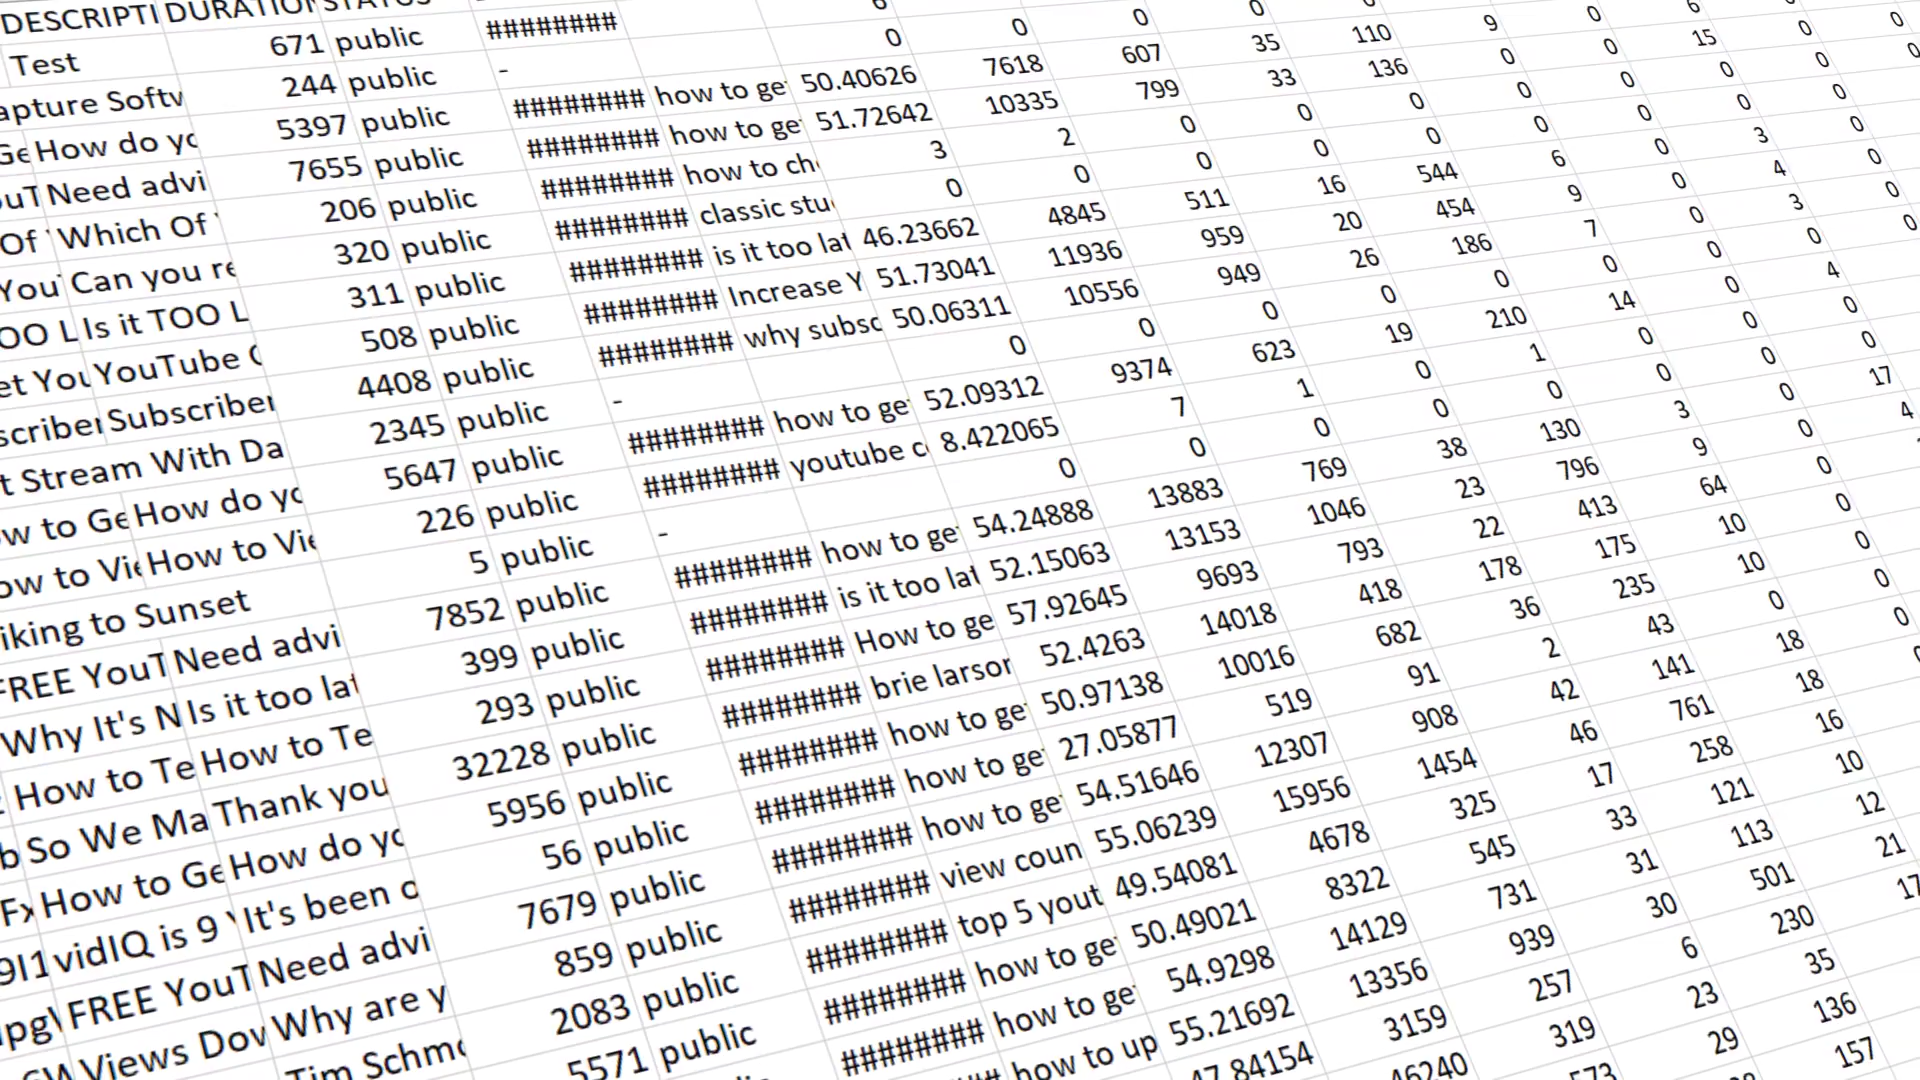 DESCRIPTI DURATION STATUS
Test 671 public ######## 6
apture Softw 244 public - 0 0 0 0
Ge How do yo 5397 public ######## how to ge 50.40626 7618 607 35 110 9 0 6
ouT Need advi 7655 public ######## how to ge 51.72642 10335 799 33 136 0 0 15 0 0
Of Which Of 206 public ######## how to ch 3 2 0 0 0 0 0 0 0 0
You Can you re 320 public ######## classic stu 0 0 0 0 0 0 0 0 0
OO L Is it TOO L 311 public ######## is it too lat 46.23662 4845 511 16 544 6 0 3 0
et You YouTube 508 public ######## Increase Y 51.73041 11936 959 20 454 9 0 4 0
scriber Subscriber 4408 public ######## why subsc 50.06311 10556 949 26 186 7 0 3 0
t Stream With Da 2345 public - 0 0 0 0 0 0 0 0 0
ow to Ge How do yo 5647 public ######## how to ge 52.09312 9374 623 19 210 14 0 4
ow to Vie How to Vie 226 public ######## youtube c 8.422065 7 1 0 1 0 0 0
iking to Sunset 5 public - 0 0 0 0 0 0 0 0
FREE YouT Need advi 7852 public ######## how to ge 54.24888 13883 769 38 130 3 0 17
Why It's N Is it too lat 399 public ######## is it too lat 52.15063 13153 1046 23 796 9 0 4
How to Te How to Te 293 public ######## How to ge 57.92645 9693 793 22 413 64 0
So We Ma Thank you 32228 public ######## brie larson 52.4263 14018 418 178 175 10 0
How to Ge How do yo 5956 public ######## how to ge 50.97138 10016 682 36 235 10 0
vidIQ is 9 It's been o 56 public ######## how to ge 27.05877 519 91 2 43 0 0
FREE YouT Need advi 7679 public ######## how to ge 54.51646 12307 908 42 141 18 0
Views Dow Why are y 859 public ######## view coun 55.06239 15956 1454 46 761 18 0
Tim Schmo 2083 public ######## top 5 yout 49.54081 4678 325 17 258 16
5571 public ######## how to ge 50.49021 8322 545 33 121 10
######## how to ge 54.9298 14129 731 31 113 12
how to up 55.21692 13356 939 30 501 21
47.84154 3159 257 6 230 17
46240 319 23 35
573 29 136
157